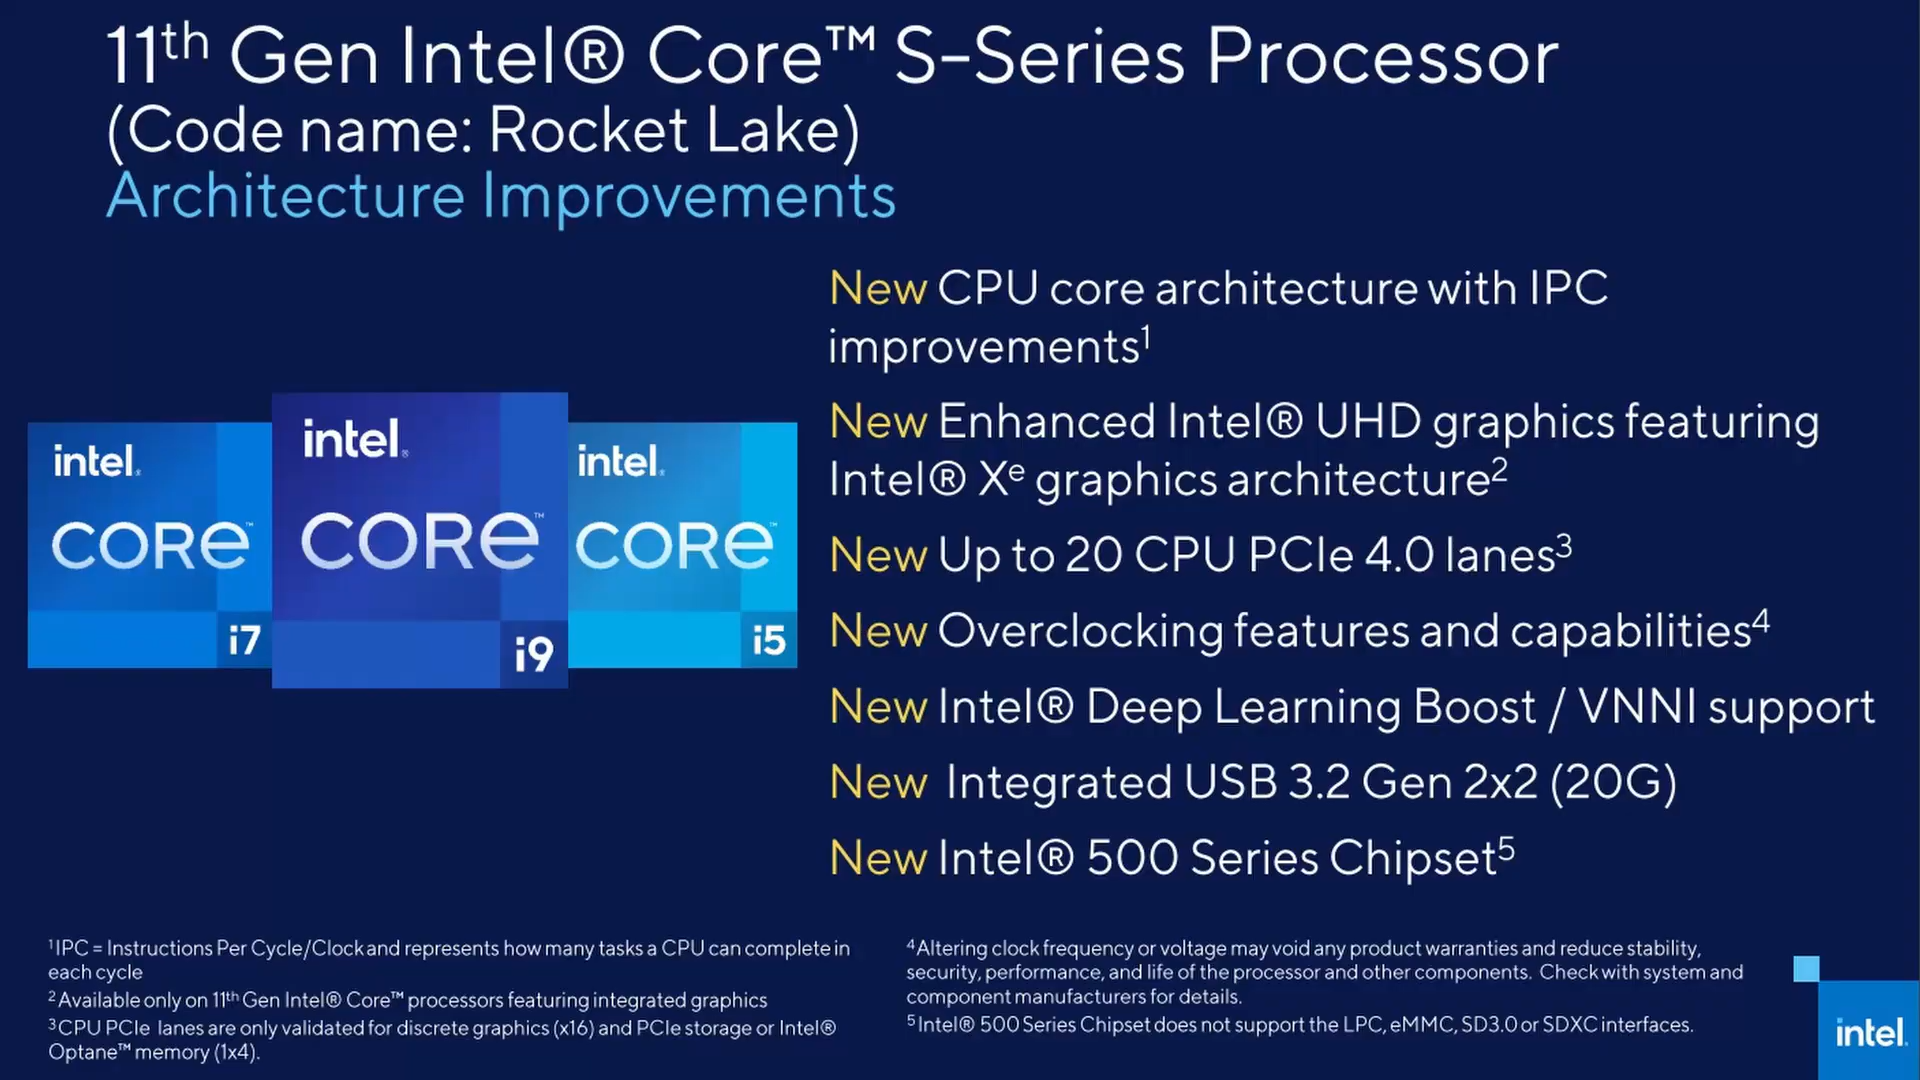 11th Gen Intel® Core™ S-Series Processor
(Code name: Rocket Lake)
Architecture Improvements
intel.
CORE™
i7
intel.
CORE™
i9
intel.
CORE™
i5
New CPU core architecture with IPC
improvements¹
New Enhanced Intel® UHD graphics featuring
Intel® Xᵉ graphics architecture²
New Up to 20 CPU PCIe 4.0 lanes³
New Overclocking features and capabilities⁴
New Intel® Deep Learning Boost / VNNI support
New Integrated USB 3.2 Gen 2x2 (20G)
New Intel® 500 Series Chipset⁵
¹IPC = Instructions Per Cycle/Clock and represents how many tasks a CPU can complete in
each cycle
²Available only on 11th Gen Intel® Core™ processors featuring integrated graphics
³CPU PCIe lanes are only validated for discrete graphics (x16) and PCIe storage or Intel®
Optane™ memory (1x4).
⁴Altering clock frequency or voltage may void any product warranties and reduce stability,
security, performance, and life of the processor and other components. Check with system and
component manufacturers for details.
⁵Intel® 500 Series Chipset does not support the LPC, eMMC, SD3.0 or SDXC interfaces.
intel.